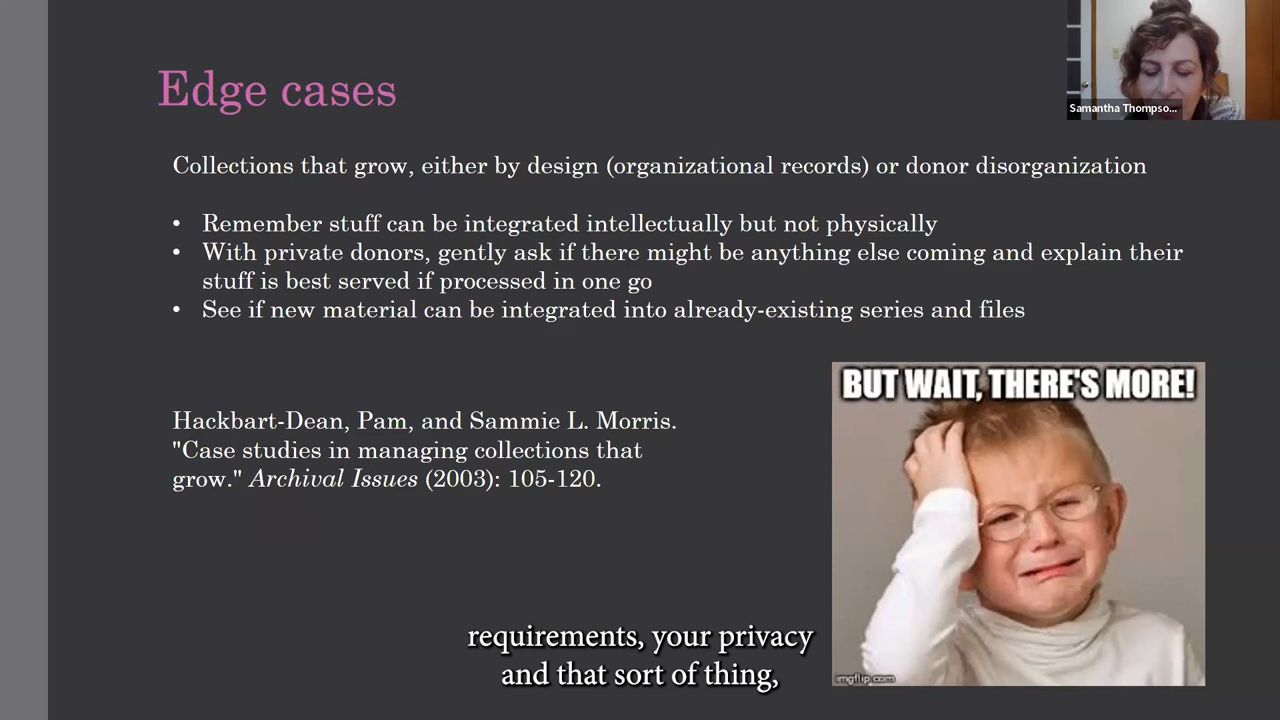 Edge cases
Samantha Thompso...
Collections that grow, either by design (organizational records) or donor disorganization
• Remember stuff can be integrated intellectually but not physically
• With private donors, gently ask if there might be anything else coming and explain their
stuff is best served if processed in one go
• See if new material can be integrated into already-existing series and files
Hackbart-Dean, Pam, and Sammie L. Morris.
"Case studies in managing collections that
grow." Archival Issues (2003): 105-120.
BUT WAIT, THERE'S MORE!
imgflip.com
requirements, your privacy
and that sort of thing,